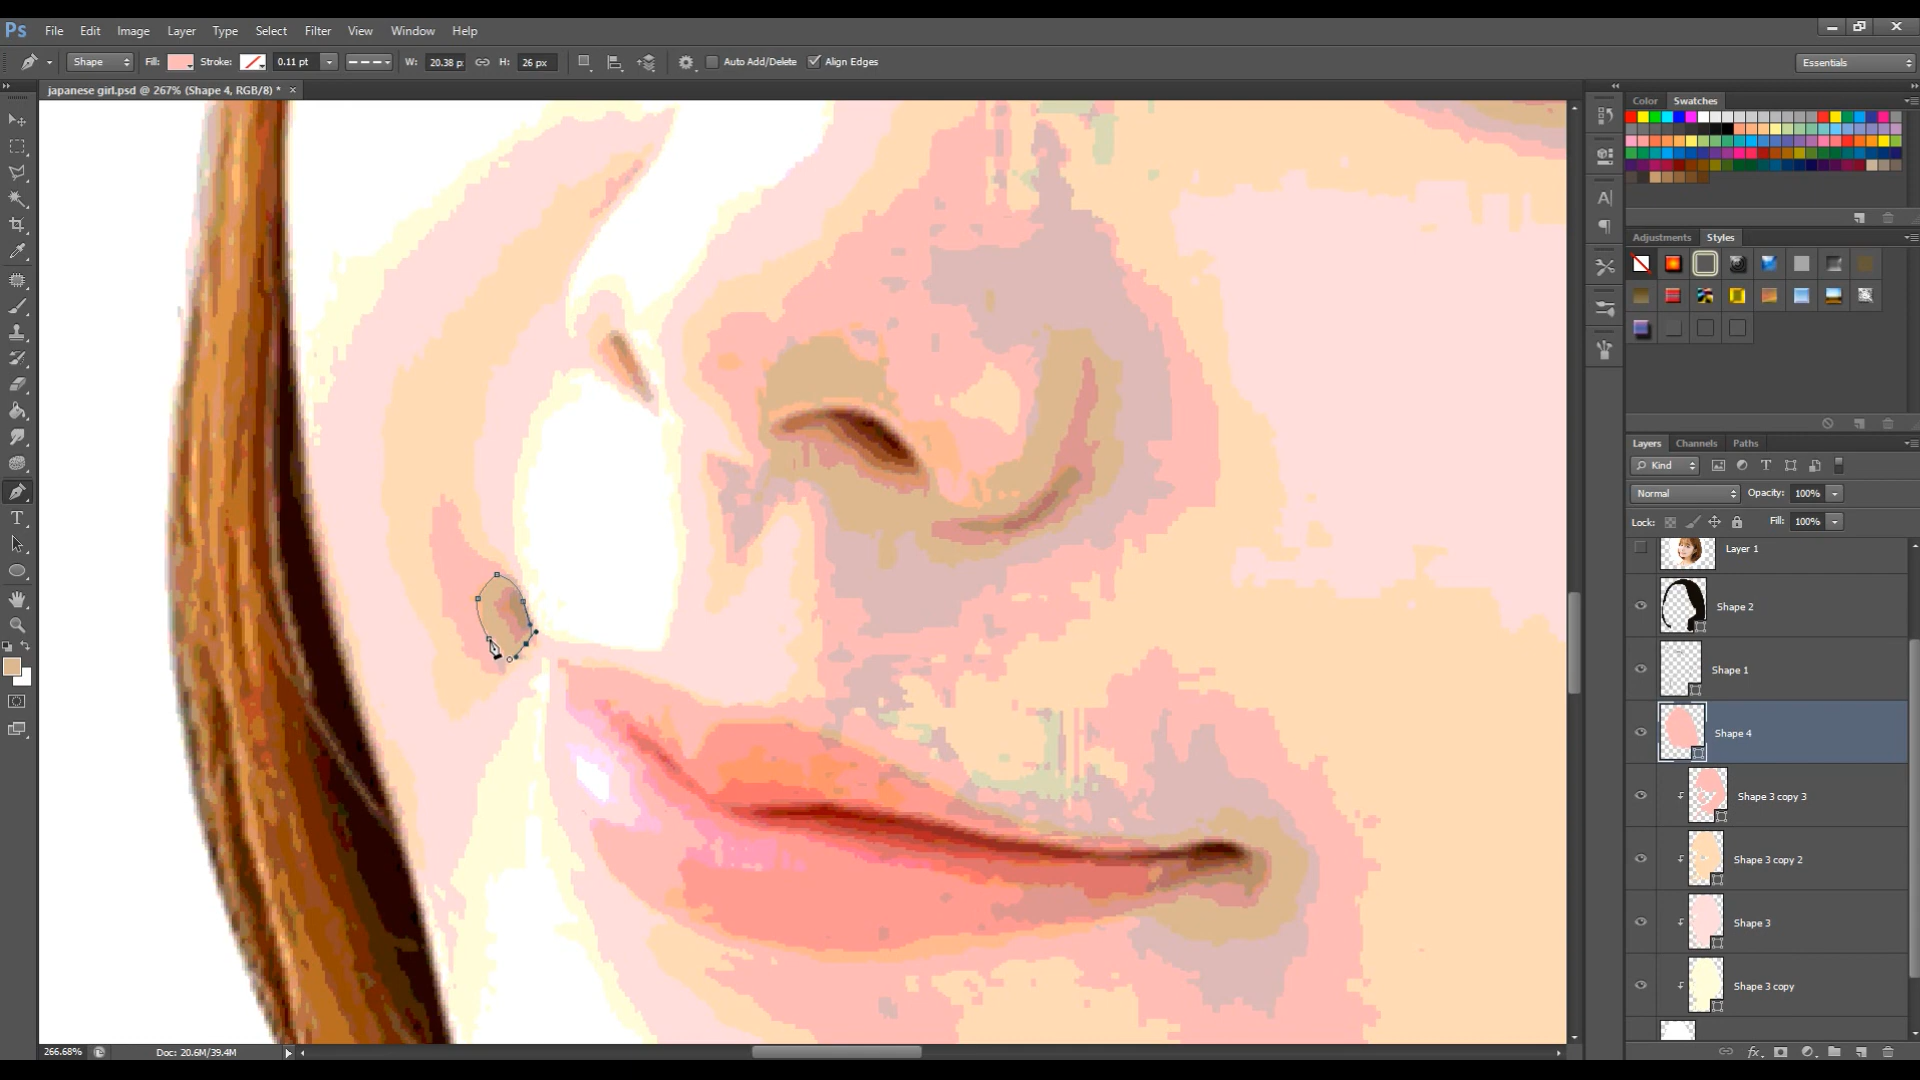 Ps File Edit Image Layer Type Select Filter View Window Help
Shape Fill: Stroke: 0.11 pt W: 20.38 p: H: 26 px Auto Add/Delete Align Edges Essentials
japanese girl.psd @ 267% (Shape 4, RGB/8) * ×
Color Swatches
Adjustments Styles
Layers Channels Paths
Kind
Normal Opacity: 100%
Lock: Fill: 100%
Layer 1
Shape 2
Shape 1
Shape 4
Shape 3 copy 3
Shape 3 copy 2
Shape 3
Shape 3 copy
266.68% Doc: 20.6M/39.4M